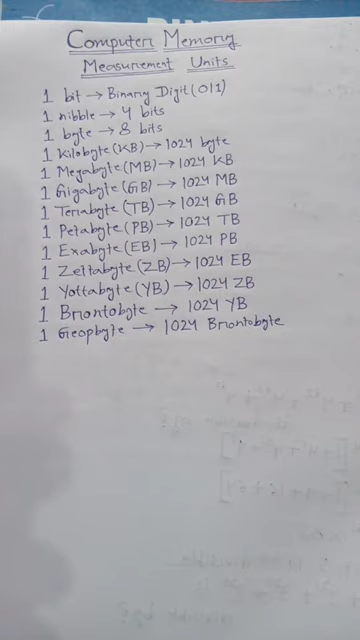 Computer Memory
Measurement Units
1 bit → Binary Digit (0/1)
1 nibble → 4 bits
1 byte → 8 bits
1 Kilobyte (KB) → 1024 byte
1 Megabyte (MB) → 1024 KB
1 Gigabyte (GB) → 1024 MB
1 Terabyte (TB) → 1024 GB
1 Petabyte (PB) → 1024 TB
1 Exabyte (EB) → 1024 PB
1 Zettabyte (ZB) → 1024 EB
1 Yottabyte (YB) → 1024 ZB
1 Brontobyte → 1024 YB
1 Geopbyte → 1024 Brontobyte